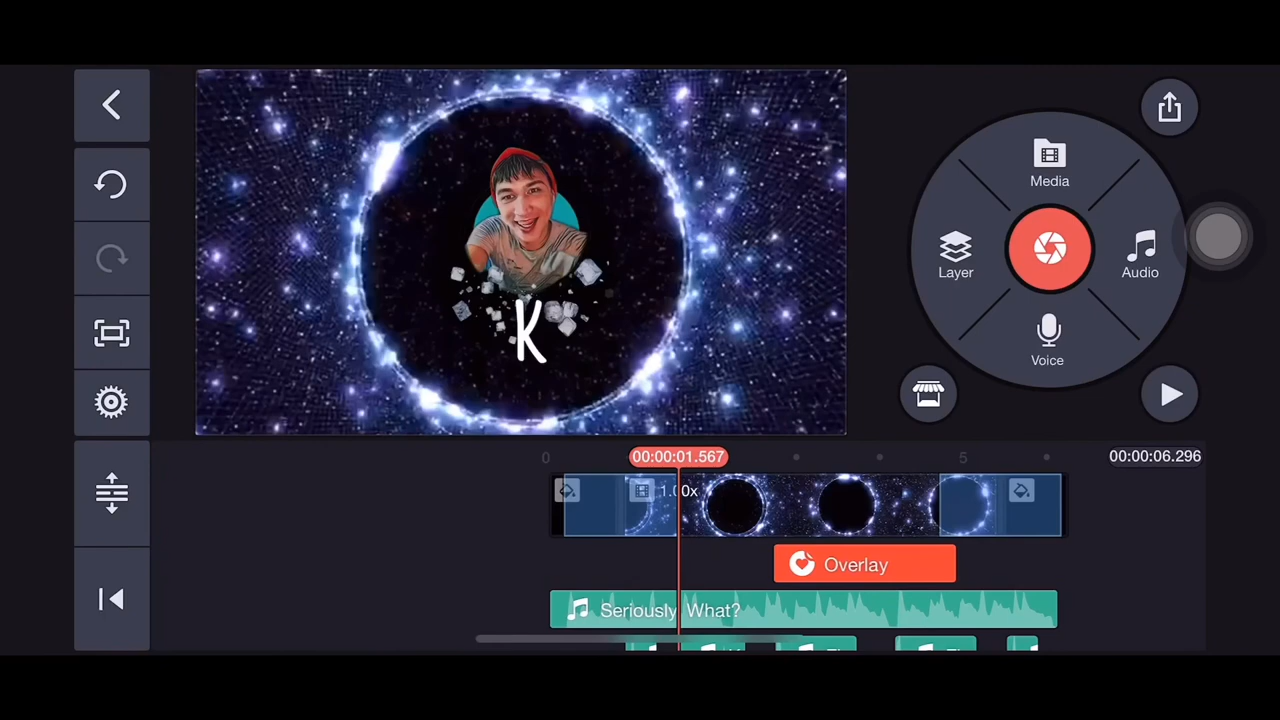 Media
Layer
Audio
Voice
K
0
00:00:01.567
5
00:00:06.296
1.00x
Overlay
Seriously What?